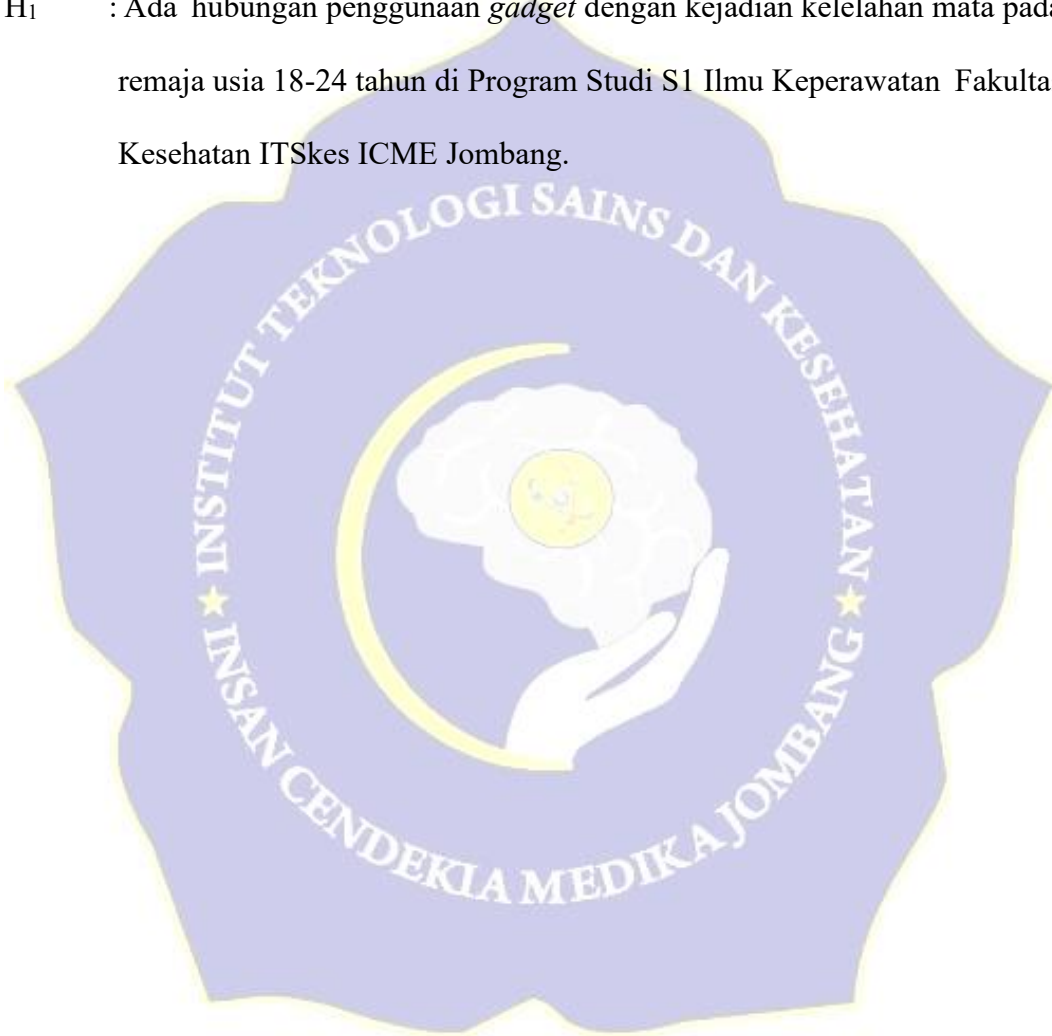 H1 : Ada hubungan penggunaan gadget dengan kejadian kelelahan mata pada
remaja usia 18-24 tahun di Program Studi S1 Ilmu Keperawatan Fakulta
Kesehatan ITSkes ICME Jombang.
INSTITUT TEKNOLOGI SAINS DAN KESEHATAN
INSAN CENDEKIA MEDIKA JOMBANG